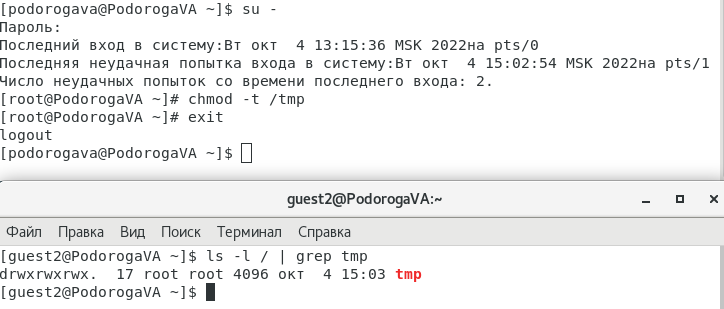 [podorogava@PodorogaVA ~]$ su -
Пароль:
Последний вход в систему:Вт окт  4 13:15:36 MSK 2022на pts/0
Последняя неудачная попытка входа в систему:Вт окт  4 15:02:54 MSK 2022на pts/1
Число неудачных попыток со времени последнего входа: 2.
[root@PodorogaVA ~]# chmod -t /tmp
[root@PodorogaVA ~]# exit
logout
[podorogava@PodorogaVA ~]$
guest2@PodorogaVA:~
Файл Правка Вид Поиск Терминал Справка
[guest2@PodorogaVA ~]$ ls -l / | grep tmp
drwxrwxrwx.  17 root root 4096 окт  4 15:03 tmp
[guest2@PodorogaVA ~]$